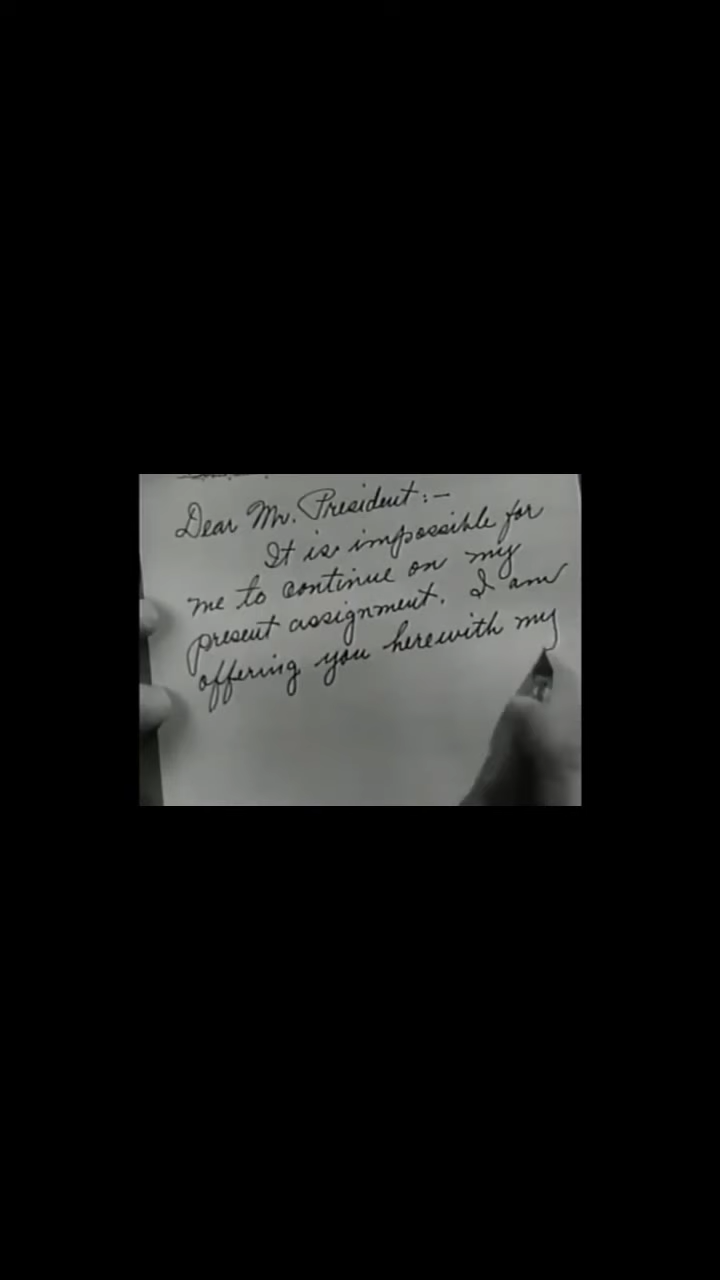 Dear Mr. President:-
It is impossible for
me to continue on my
present assignment. I am
offering you herewith my